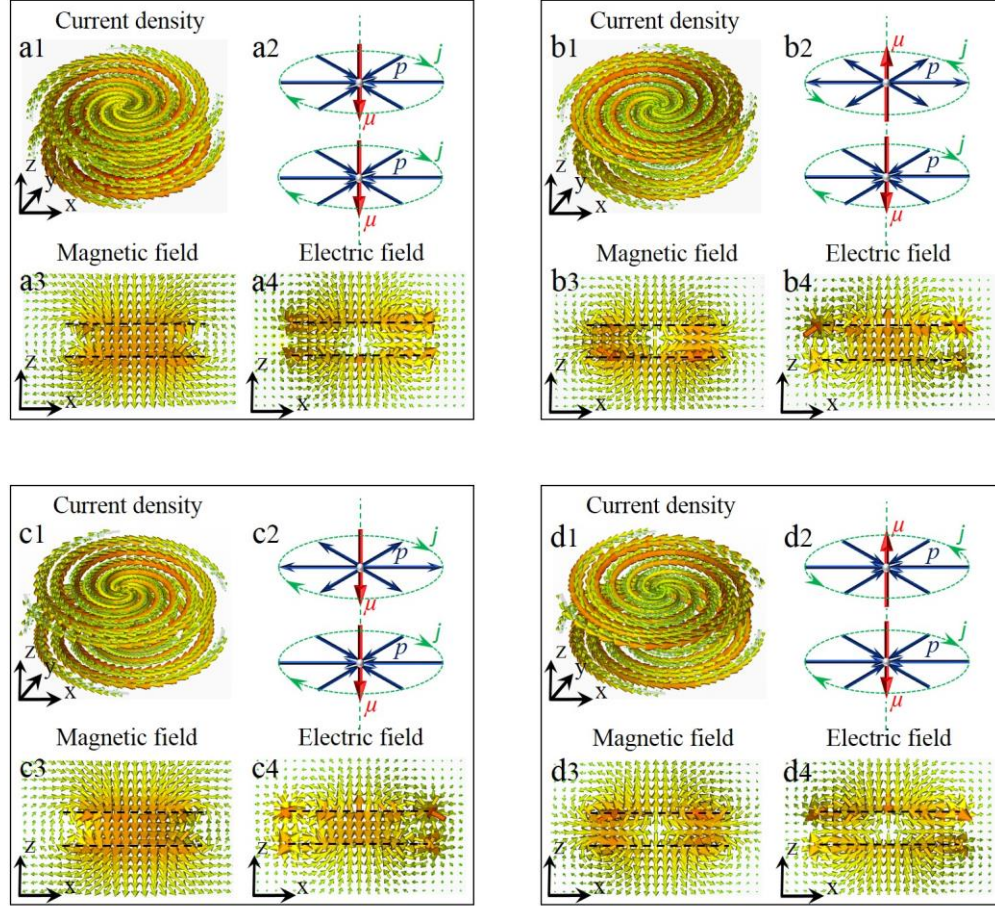 Current density
a1
a2
j
p
μ
j
p
μ
z
y
x
Magnetic field
Electric field
a3
a4
z
x
z
x
Current density
b1
b2
μ
j
p
j
p
μ
z
y
x
Magnetic field
Electric field
b3
b4
z
x
z
x
Current density
c1
c2
j
p
μ
j
p
μ
z
y
x
Magnetic field
Electric field
c3
c4
z
x
z
x
Current density
d1
d2
μ
j
p
j
p
μ
z
y
x
Magnetic field
Electric field
d3
d4
z
x
z
x